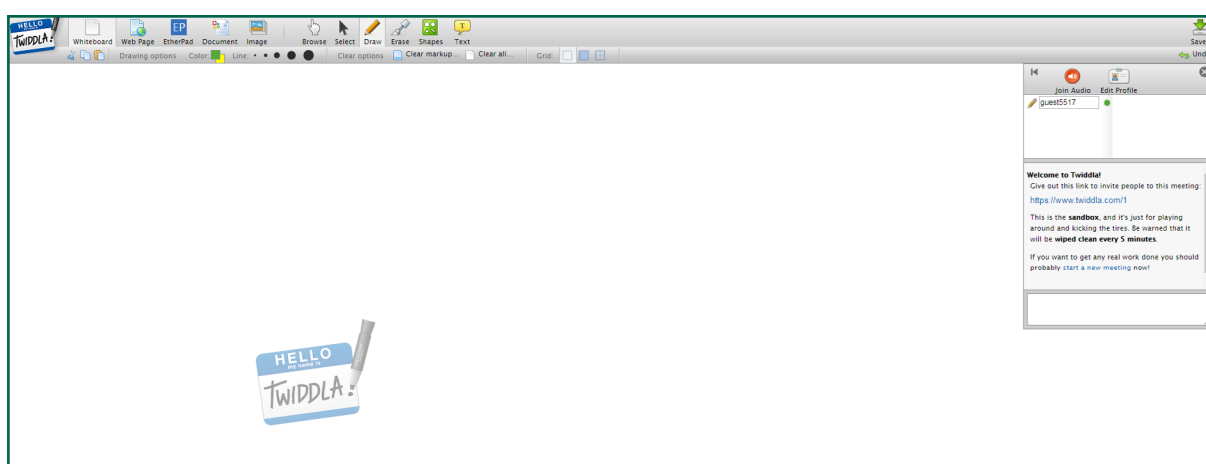 HELLO
TWIDDLA!
Whiteboard Web Page EtherPad Document Image Browse Select Draw Erase Shapes Text Save
EP
T
Drawing options Color: Line: Clear options Clear markup... Clear all... Grid: Und
Join Audio Edit Profile
guest5517
Welcome to Twiddla!
Give out this link to invite people to this meeting:
https://www.twiddla.com/1
This is the sandbox, and it's just for playing
around and kicking the tires. Be warned that it
will be wiped clean every 5 minutes.
If you want to get any real work done you should
probably start a new meeting now!
HELLO
my name is
TWIDDLA!